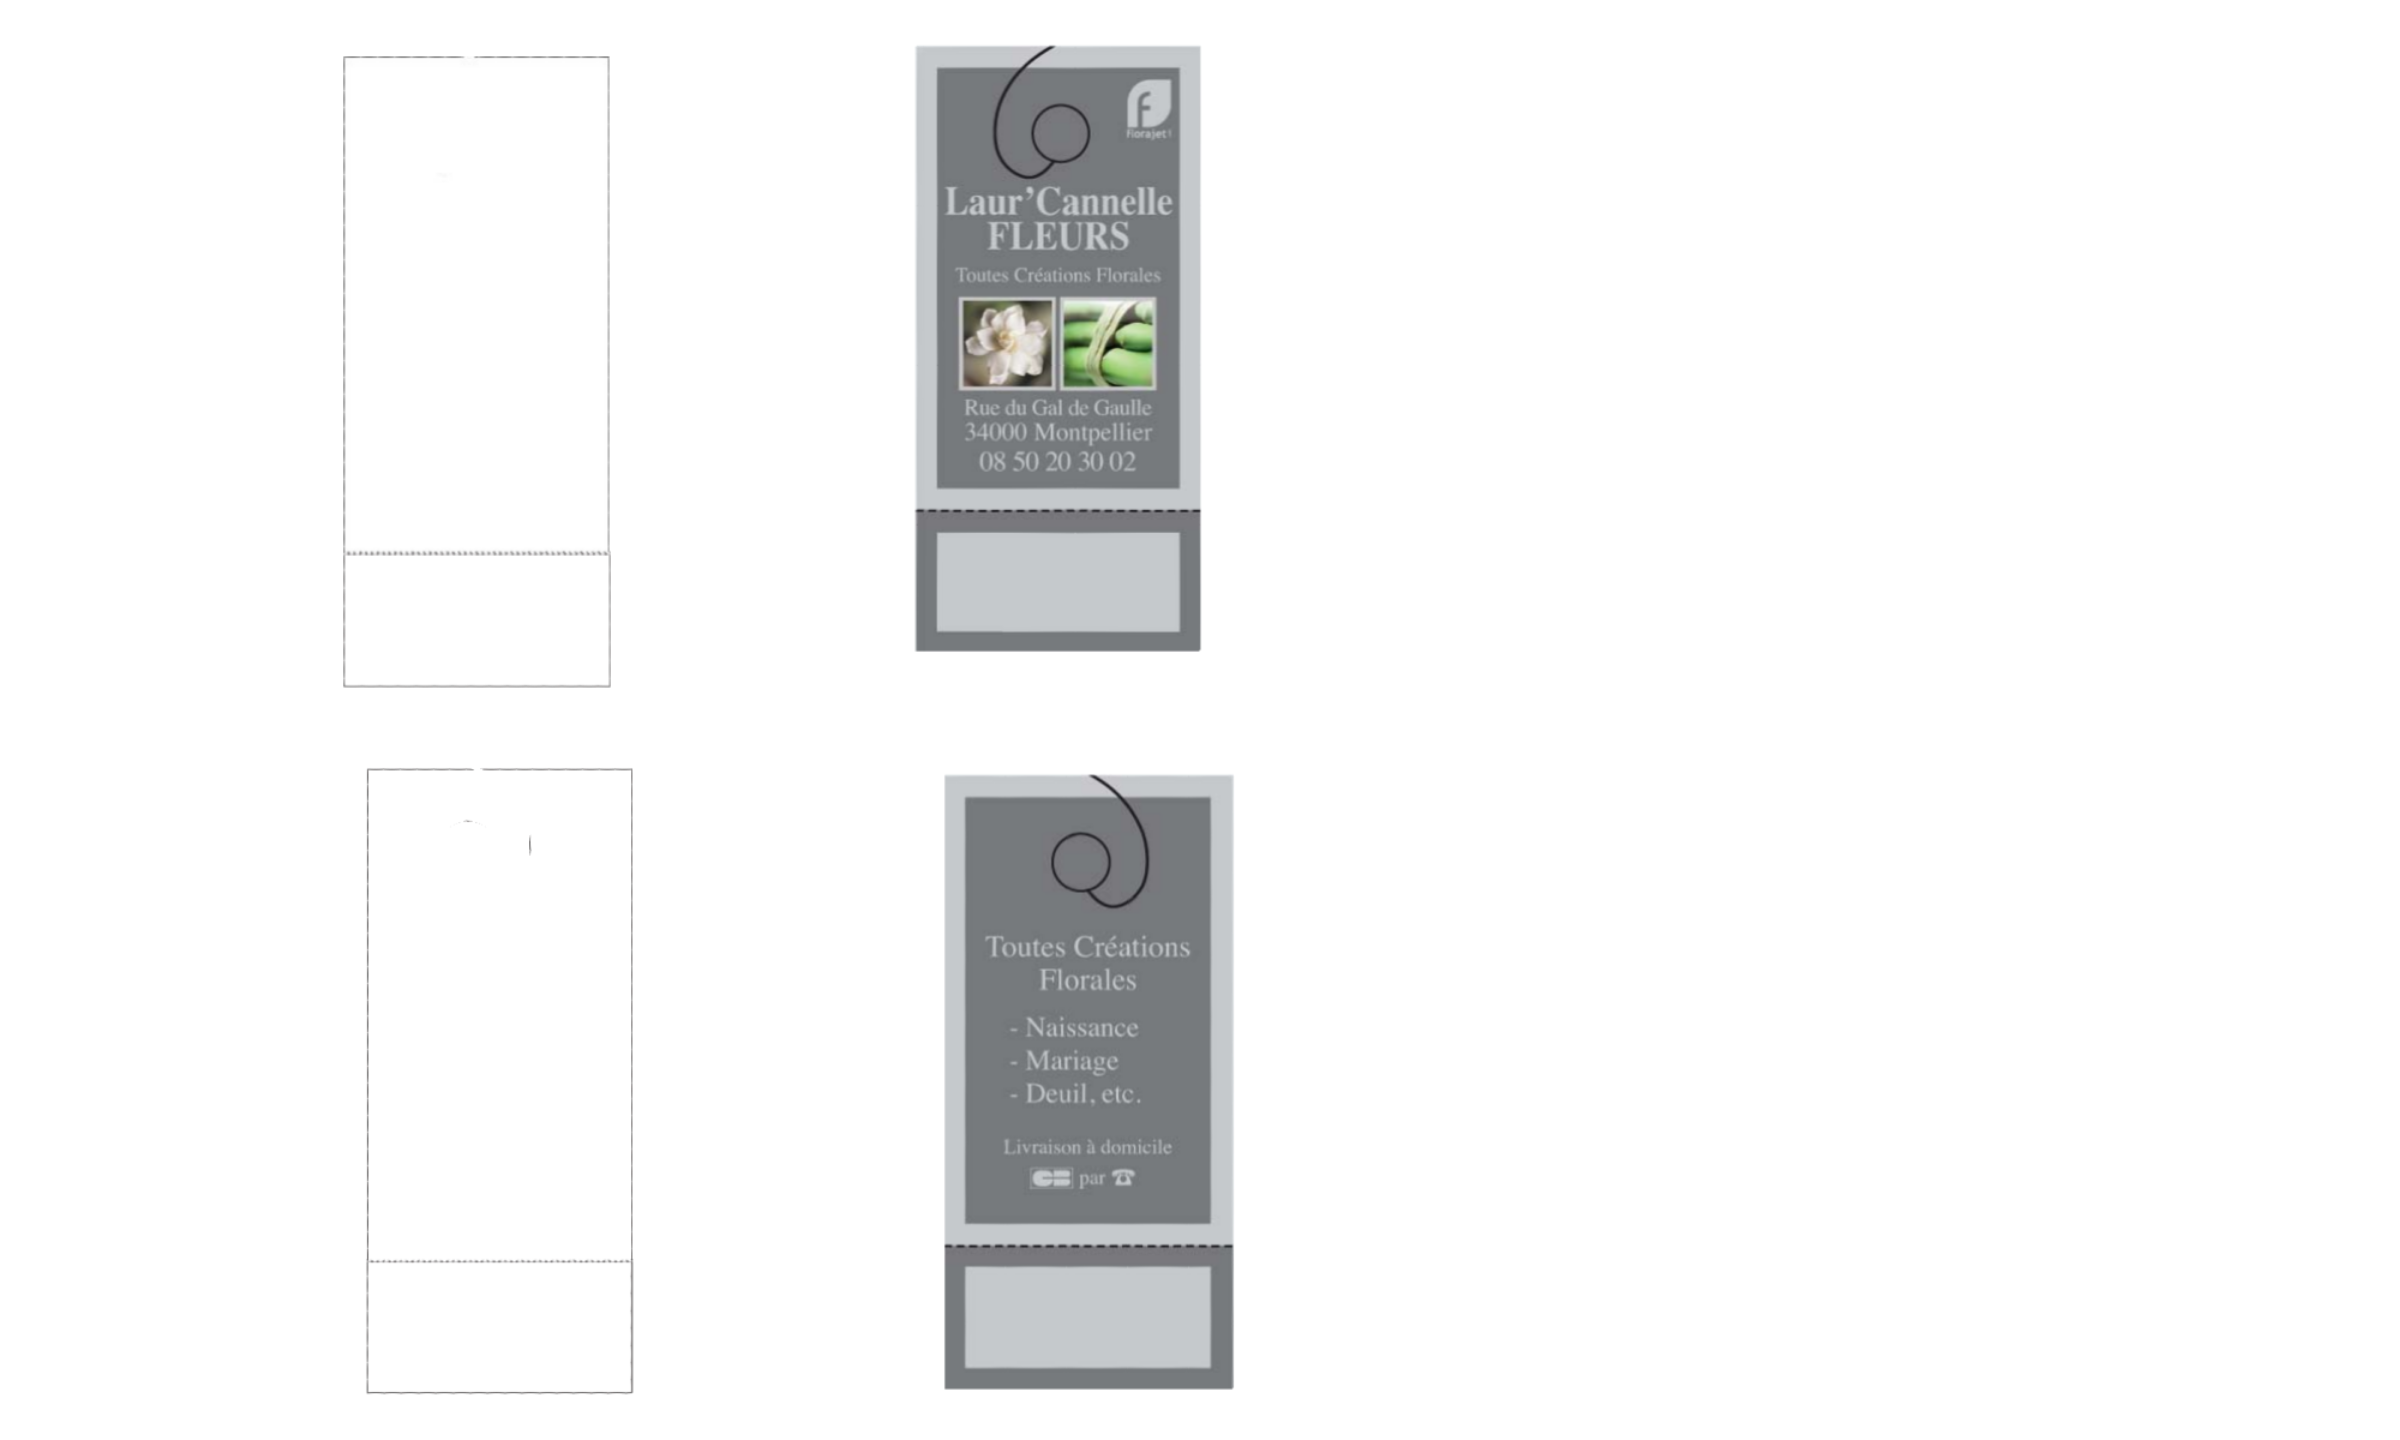 florajet!
Laur’Cannelle
FLEURS
Toutes Créations Florales
Rue du Gal de Gaulle
34000 Montpellier
08 50 20 30 02
Toutes Créations
Florales
- Naissance
- Mariage
- Deuil, etc.
Livraison à domicile
CB par ☎